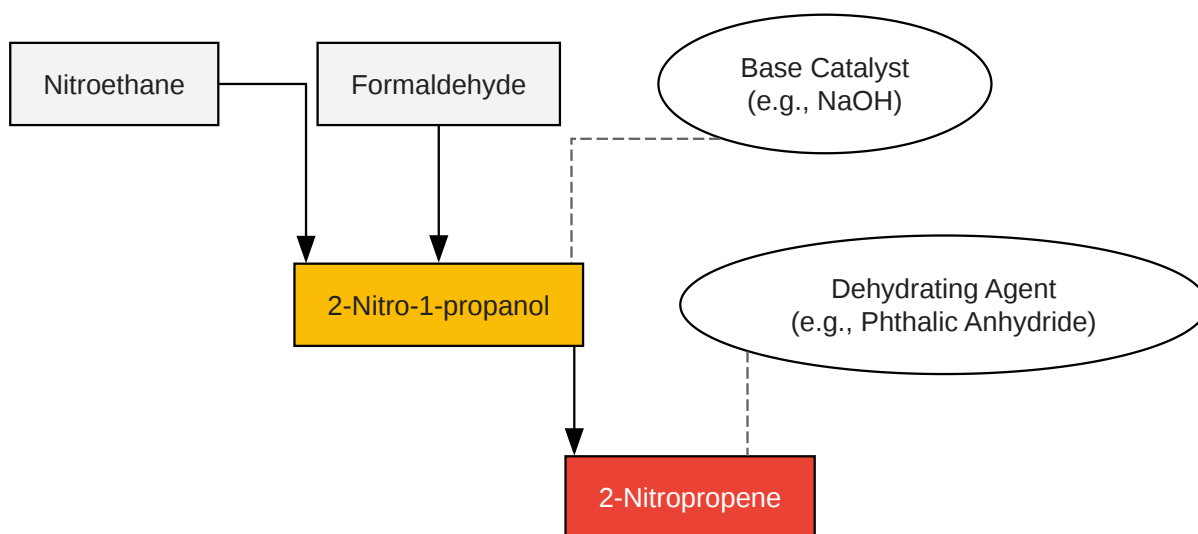 Nitroethane
Formaldehyde
Base Catalyst
(e.g., NaOH)
2-Nitro-1-propanol
Dehydrating Agent
(e.g., Phthalic Anhydride)
2-Nitropropene